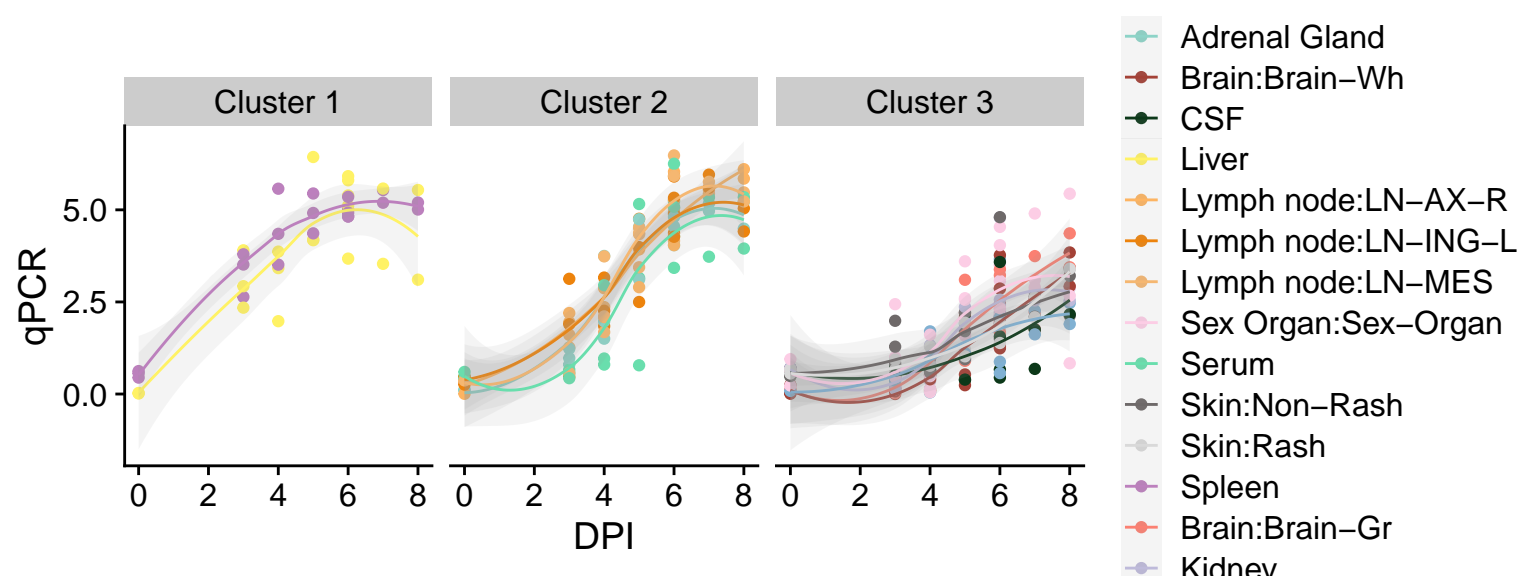 Cluster 1
Cluster 2
Cluster 3
qPCR
5.0
2.5
0.0
0 2 4 6 8
0 2 4 6 8
0 2 4 6 8
DPI
Adrenal Gland
Brain:Brain−Wh
CSF
Liver
Lymph node:LN−AX−R
Lymph node:LN−ING−L
Lymph node:LN−MES
Sex Organ:Sex−Organ
Serum
Skin:Non−Rash
Skin:Rash
Spleen
Brain:Brain−Gr
Kidney